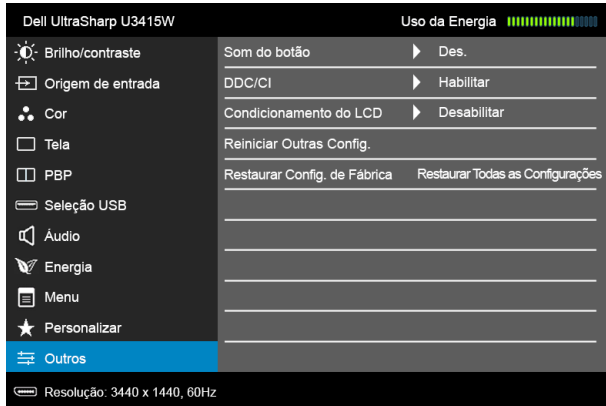 Dell UltraSharp U3415W Uso da Energia
Brilho/contraste Som do botão Des.
Origem de entrada DDC/CI Habilitar
Cor Condicionamento do LCD Desabilitar
Tela Reiniciar Outras Config.
PBP Restaurar Config. de Fábrica Restaurar Todas as Configurações
Seleção USB
Áudio
Energia
Menu
Personalizar
Outros
Resolução: 3440 x 1440, 60Hz